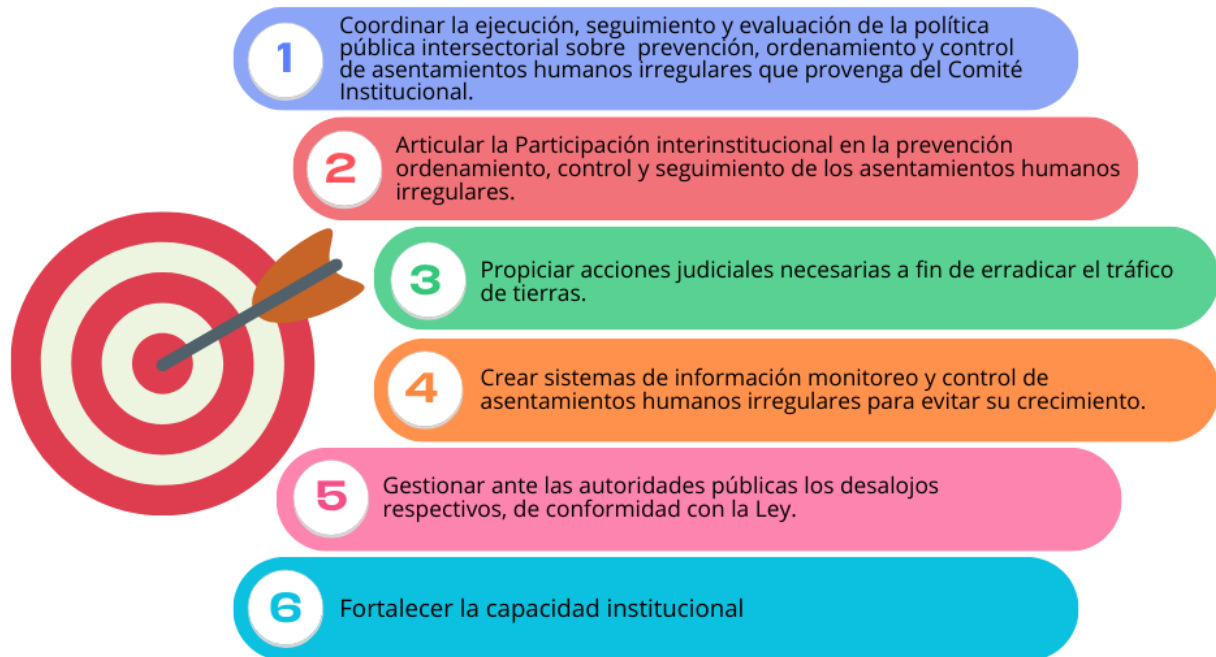 1
Coordinar la ejecución, seguimiento y evaluación de la política
pública intersectorial sobre prevención, ordenamiento y control
de asentamientos humanos irregulares que provenga del Comité
Institucional.
2
Articular la Participación interinstitucional en la prevención
ordenamiento, control y seguimiento de los asentamientos humanos
irregulares.
3
Propiciar acciones judiciales necesarias a fin de erradicar el tráfico
de tierras.
4
Crear sistemas de información monitoreo y control de
asentamientos humanos irregulares para evitar su crecimiento.
5
Gestionar ante las autoridades públicas los desalojos
respectivos, de conformidad con la Ley.
6
Fortalecer la capacidad institucional